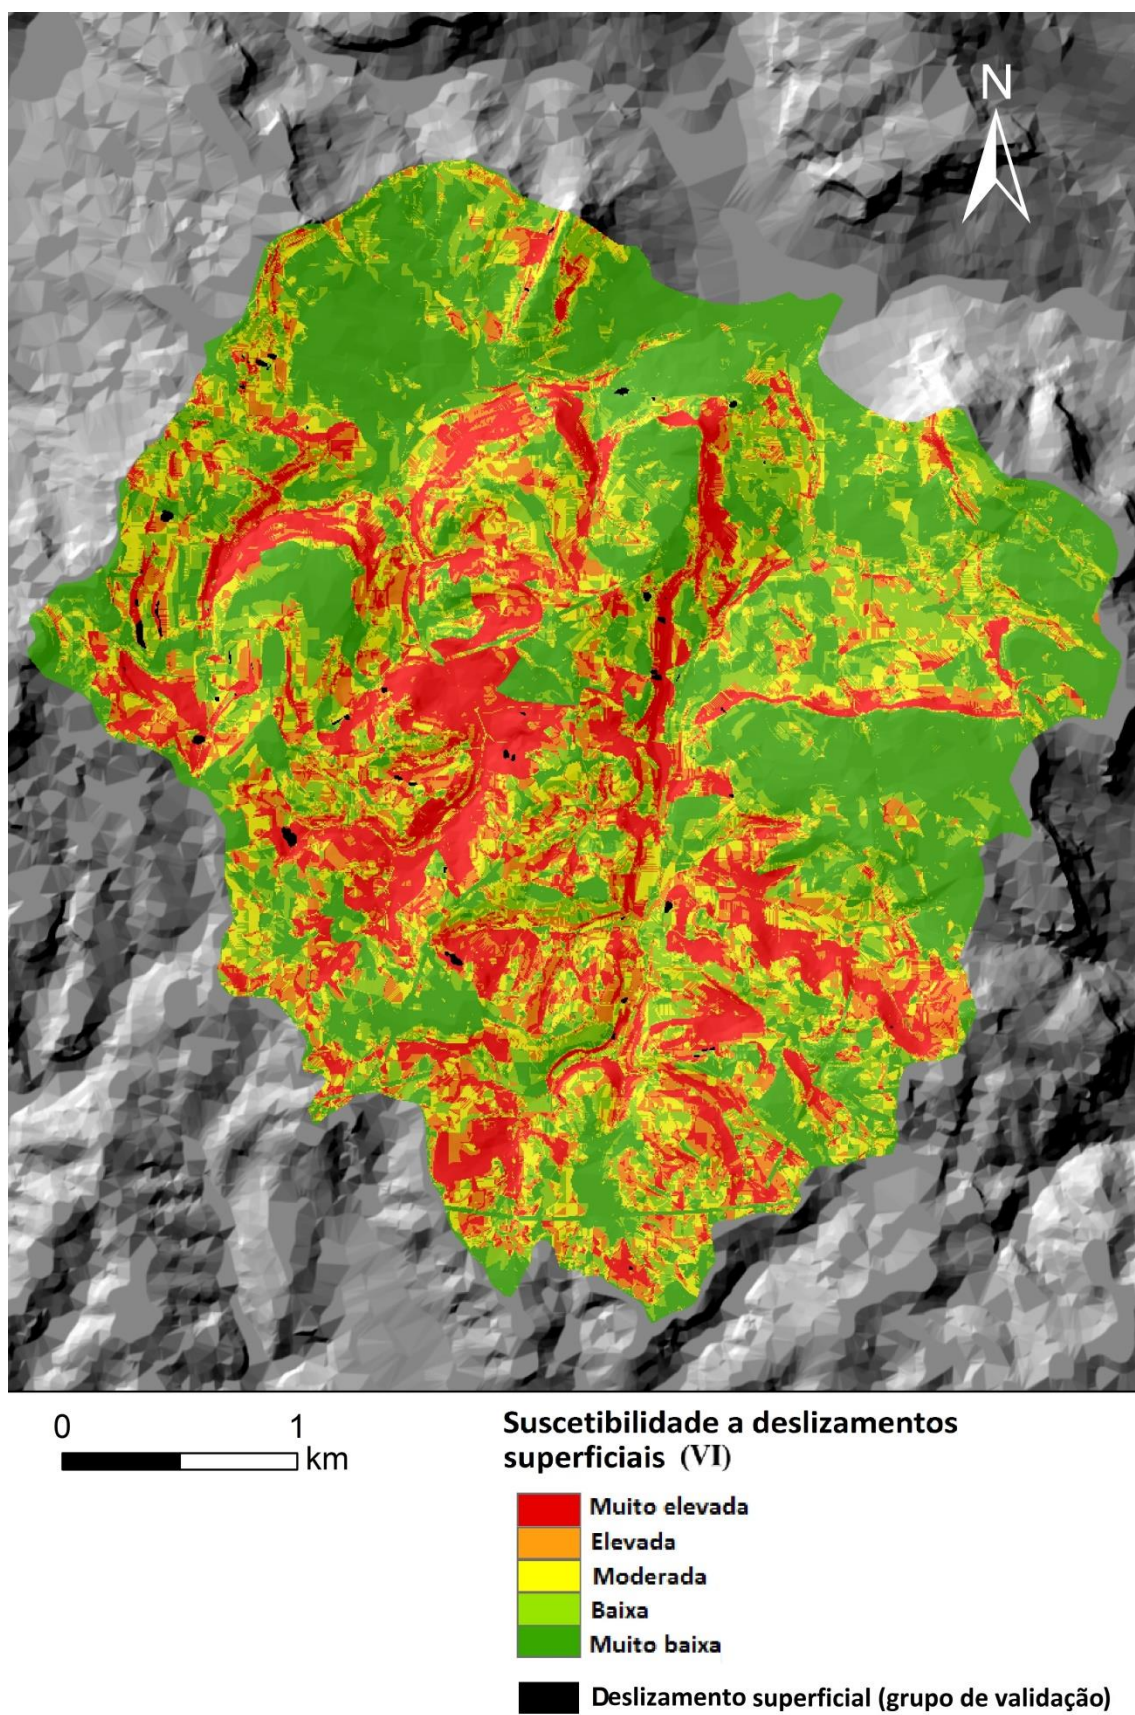 N
0 1
km
Suscetibilidade a deslizamentos
superficiais (VI)
Muito elevada
Elevada
Moderada
Baixa
Muito baixa
Deslizamento superficial (grupo de validação)